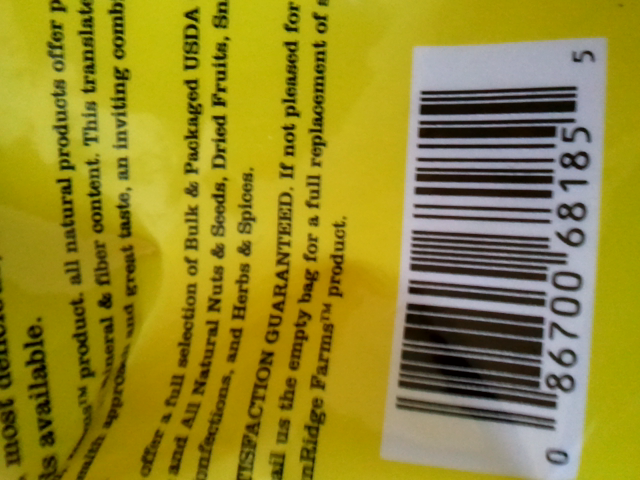 most
s available.
product. all natural products offer p
ineral & fiber content. This translate
and great taste, an inviting comb
offer a full selection of Bulk & Packaged USDA
and All Natural Nuts & Seeds, Dried Fruits, Sn
onfections, and Herbs & Spices.
TISFACTION GUARANTEED. If not pleased for
ail us the empty bag for a full replacement of s
nRidge Farms™ product.
0 86700 68185 5